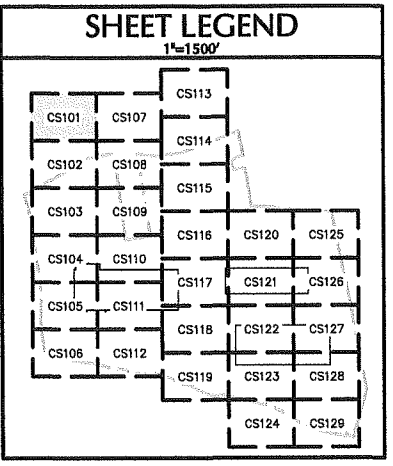 SHEET LEGEND
1"=1500'
CS113
CS101 CS107
CS114
CS102 CS108
CS115
CS103 CS109
CS116 CS120 CS125
CS104 CS110
CS117 CS121 CS126
CS105 CS111
CS118 CS122 CS127
CS106 CS112
CS119 CS123 CS128
CS124 CS129